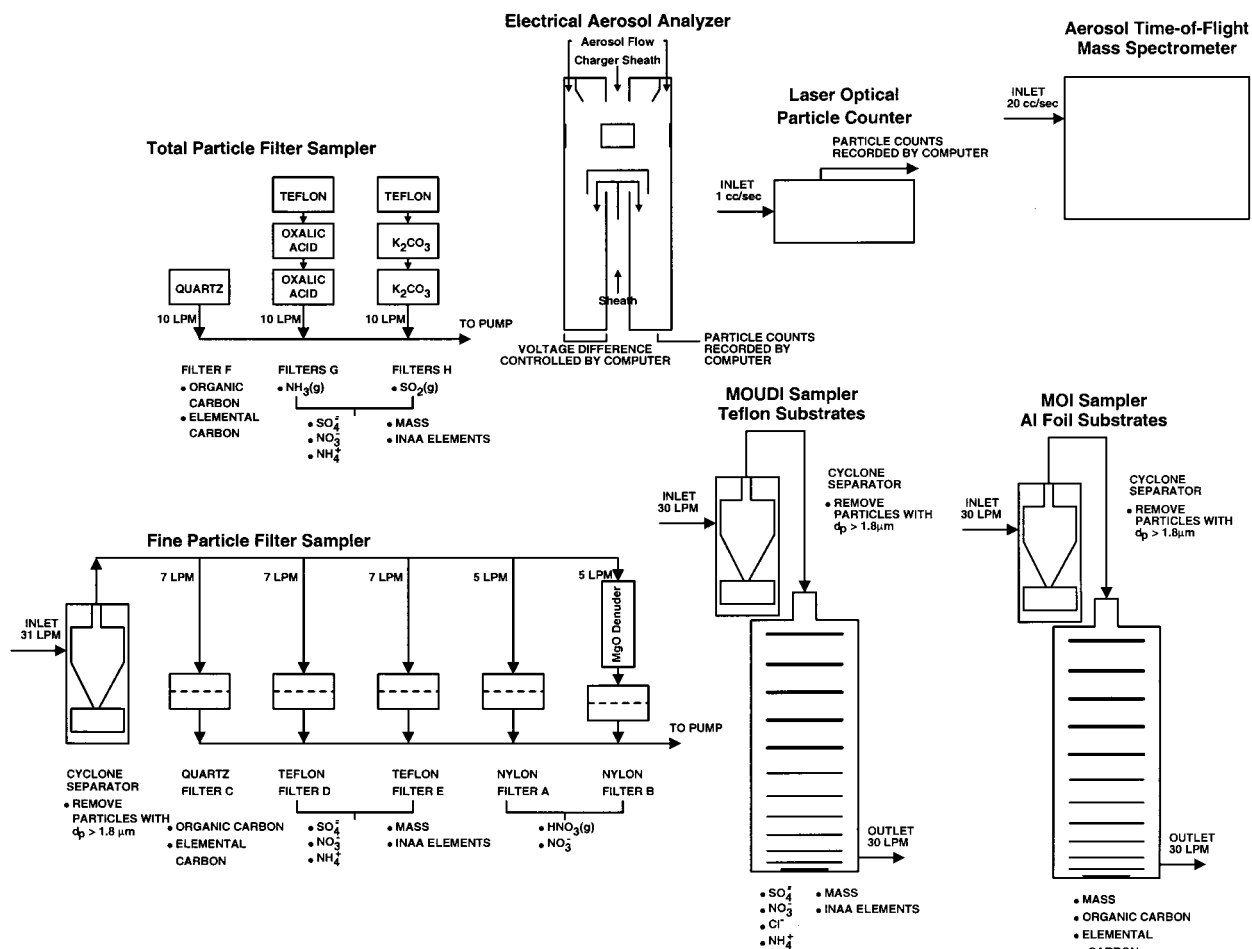 Electrical Aerosol Analyzer
Aerosol Flow
Charger Sheath
Sheath
VOLTAGE DIFFERENCE
CONTROLLED BY COMPUTER
PARTICLE COUNTS
RECORDED BY
COMPUTER
Laser Optical
Particle Counter
PARTICLE COUNTS
RECORDED BY COMPUTER
INLET
1 cc/sec
Aerosol Time-of-Flight
Mass Spectrometer
INLET
20 cc/sec
Total Particle Filter Sampler
TEFLON
TEFLON
OXALIC
ACID
K2CO3
QUARTZ
OXALIC
ACID
K2CO3
10 LPM
10 LPM
10 LPM
TO PUMP
FILTER F
• ORGANIC
CARBON
• ELEMENTAL
CARBON
FILTERS G
• NH3(g)
FILTERS H
• SO2(g)
• SO4=
• NO3-
• NH4+
• MASS
• INAA ELEMENTS
Fine Particle Filter Sampler
INLET
31 LPM
7 LPM
7 LPM
7 LPM
5 LPM
5 LPM
MgO Denuder
TO PUMP
CYCLONE
SEPARATOR
• REMOVE
PARTICLES WITH
dp > 1.8 μm
QUARTZ
FILTER C
• ORGANIC CARBON
• ELEMENTAL
CARBON
TEFLON
FILTER D
TEFLON
FILTER E
• SO4=
• NO3-
• NH4+
• MASS
• INAA ELEMENTS
NYLON
FILTER A
NYLON
FILTER B
• HNO3(g)
• NO3-
MOUDI Sampler
Teflon Substrates
INLET
30 LPM
CYCLONE
SEPARATOR
• REMOVE
PARTICLES WITH
dp > 1.8μm
OUTLET
30 LPM
• SO4=
• NO3-
• Cl-
• NH4+
• MASS
• INAA ELEMENTS
MOI Sampler
Al Foil Substrates
INLET
30 LPM
CYCLONE
SEPARATOR
• REMOVE
PARTICLES WITH
dp > 1.8μm
OUTLET
30 LPM
• MASS
• ORGANIC CARBON
• ELEMENTAL